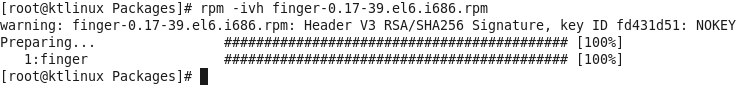 [root@ktlinux Packages]# rpm -ivh finger-0.17-39.el6.i686.rpm
warning: finger-0.17-39.el6.i686.rpm: Header V3 RSA/SHA256 Signature, key ID fd431d51: NOKEY
Preparing...                ########################################### [100%]
   1:finger                 ########################################### [100%]
[root@ktlinux Packages]#